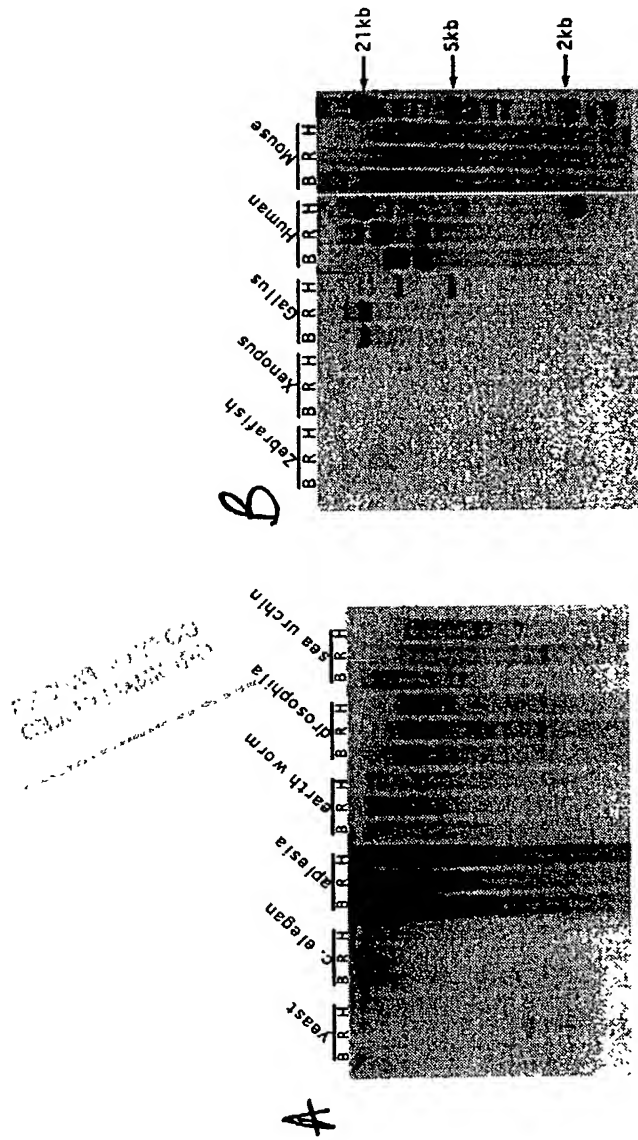 A
yeast
C. elegan
aplesia
earth worm
drosophila
sea urchin
B R H
B R H
B R H
B R H
B R H
B R H
B
Zebrafish
Xenopus
Gallus
Human
Mouse
B R H
B R H
B R H
B R H
B R H
21kb
5kb
2kb